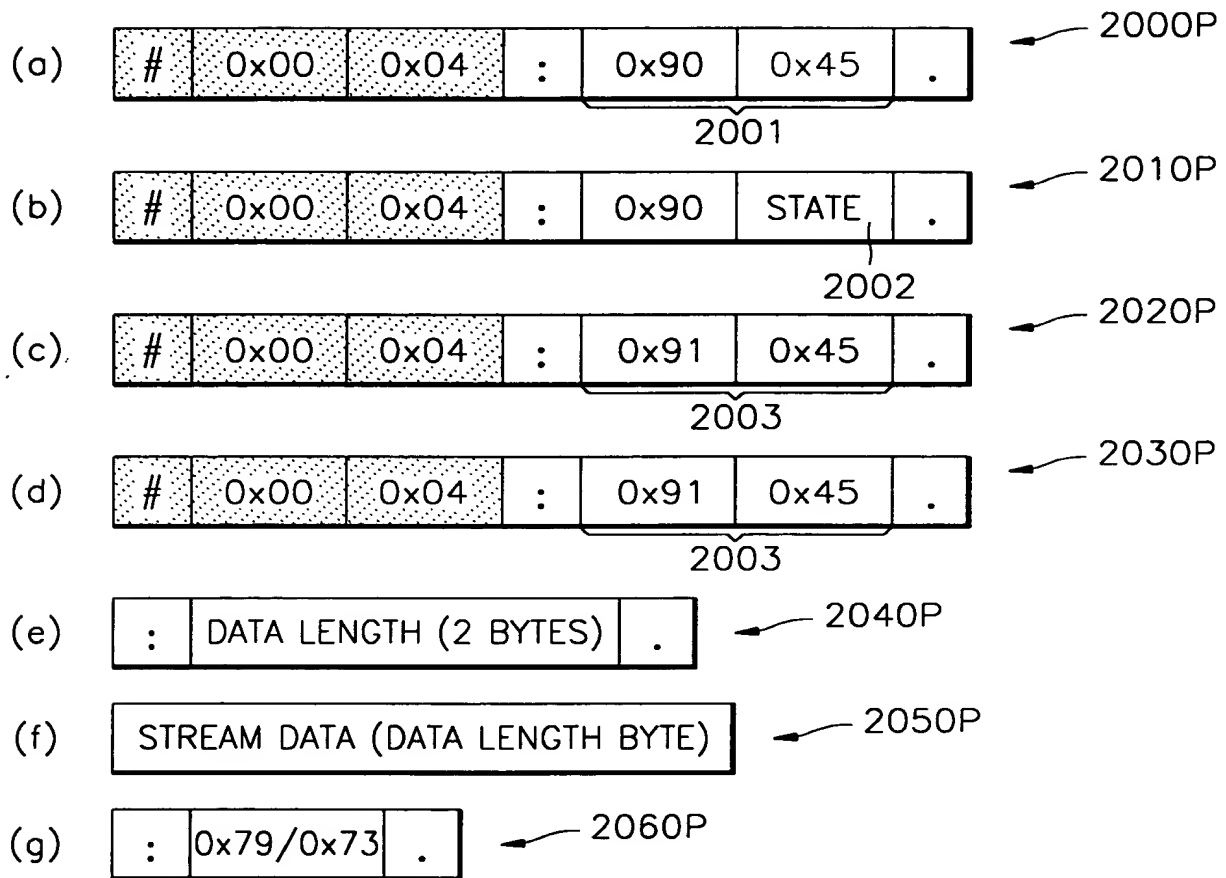 (a) # 0x00 0x04 : 0x90 0x45 . 2000P
2001
(b) # 0x00 0x04 : 0x90 STATE . 2010P
2002
(c) # 0x00 0x04 : 0x91 0x45 . 2020P
2003
(d) # 0x00 0x04 : 0x91 0x45 . 2030P
2003
(e) : DATA LENGTH (2 BYTES) . 2040P
(f) STREAM DATA (DATA LENGTH BYTE) 2050P
(g) : 0x79/0x73 . 2060P